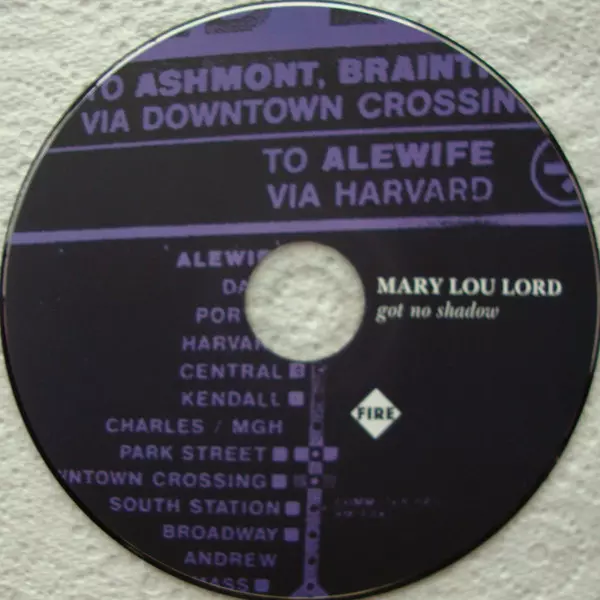 TO ASHMONT, BRAINT
VIA DOWNTOWN CROSSING
TO ALEWIFE
VIA HARVARD
ALEWIF
DA
MARY LOU LORD
got no shadow
POR
HARVAR
CENTRAL
KENDALL
FIRE
CHARLES / MGH
PARK STREET
WNTOWN CROSSING
SOUTH STATION
BROADWAY
ANDREW
MASS